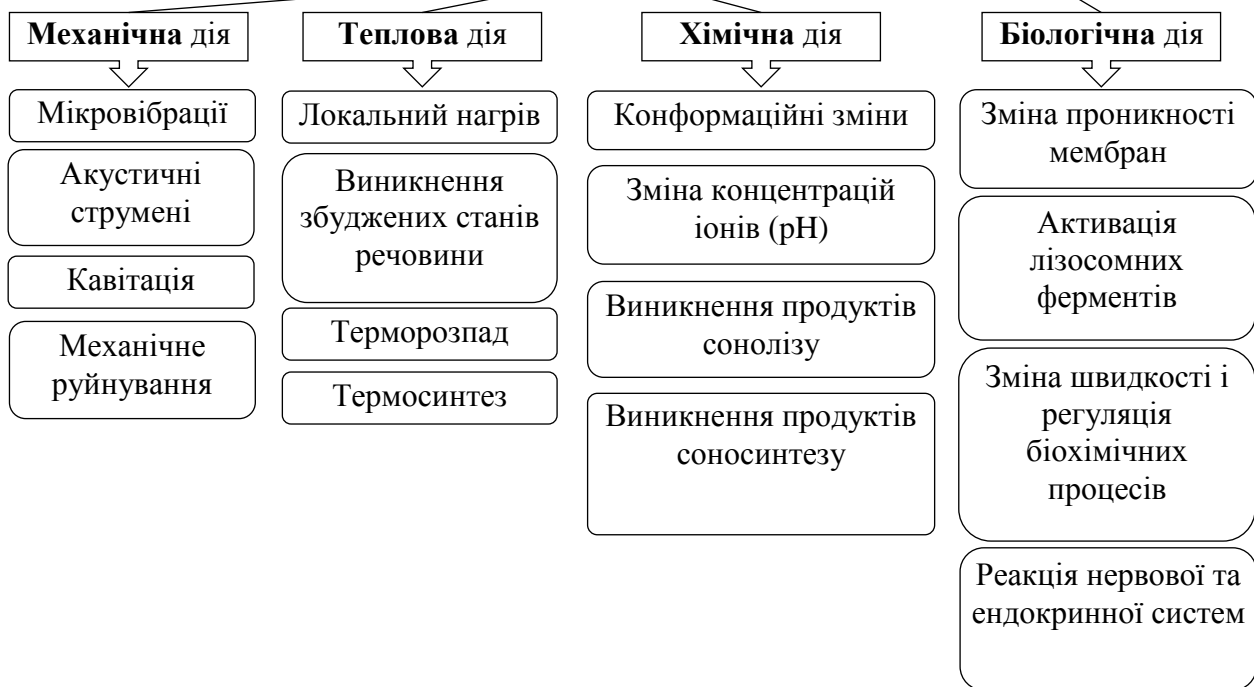 Механічна дія
Мікровібрації
Акустичні
струмені
Кавітація
Механічне
руйнування
Теплова дія
Локальний нагрів
Виникнення
збуджених станів
речовини
Терморозпад
Термосинтез
Хімічна дія
Конформаційні зміни
Зміна концентрацій
іонів (pH)
Виникнення продуктів
сонолізу
Виникнення продуктів
соносинтезу
Біологічна дія
Зміна проникності
мембран
Активація
лізосомних
ферментів
Зміна швидкості і
регуляція
біохімічних
процесів
Реакція нервової та
ендокринної систем